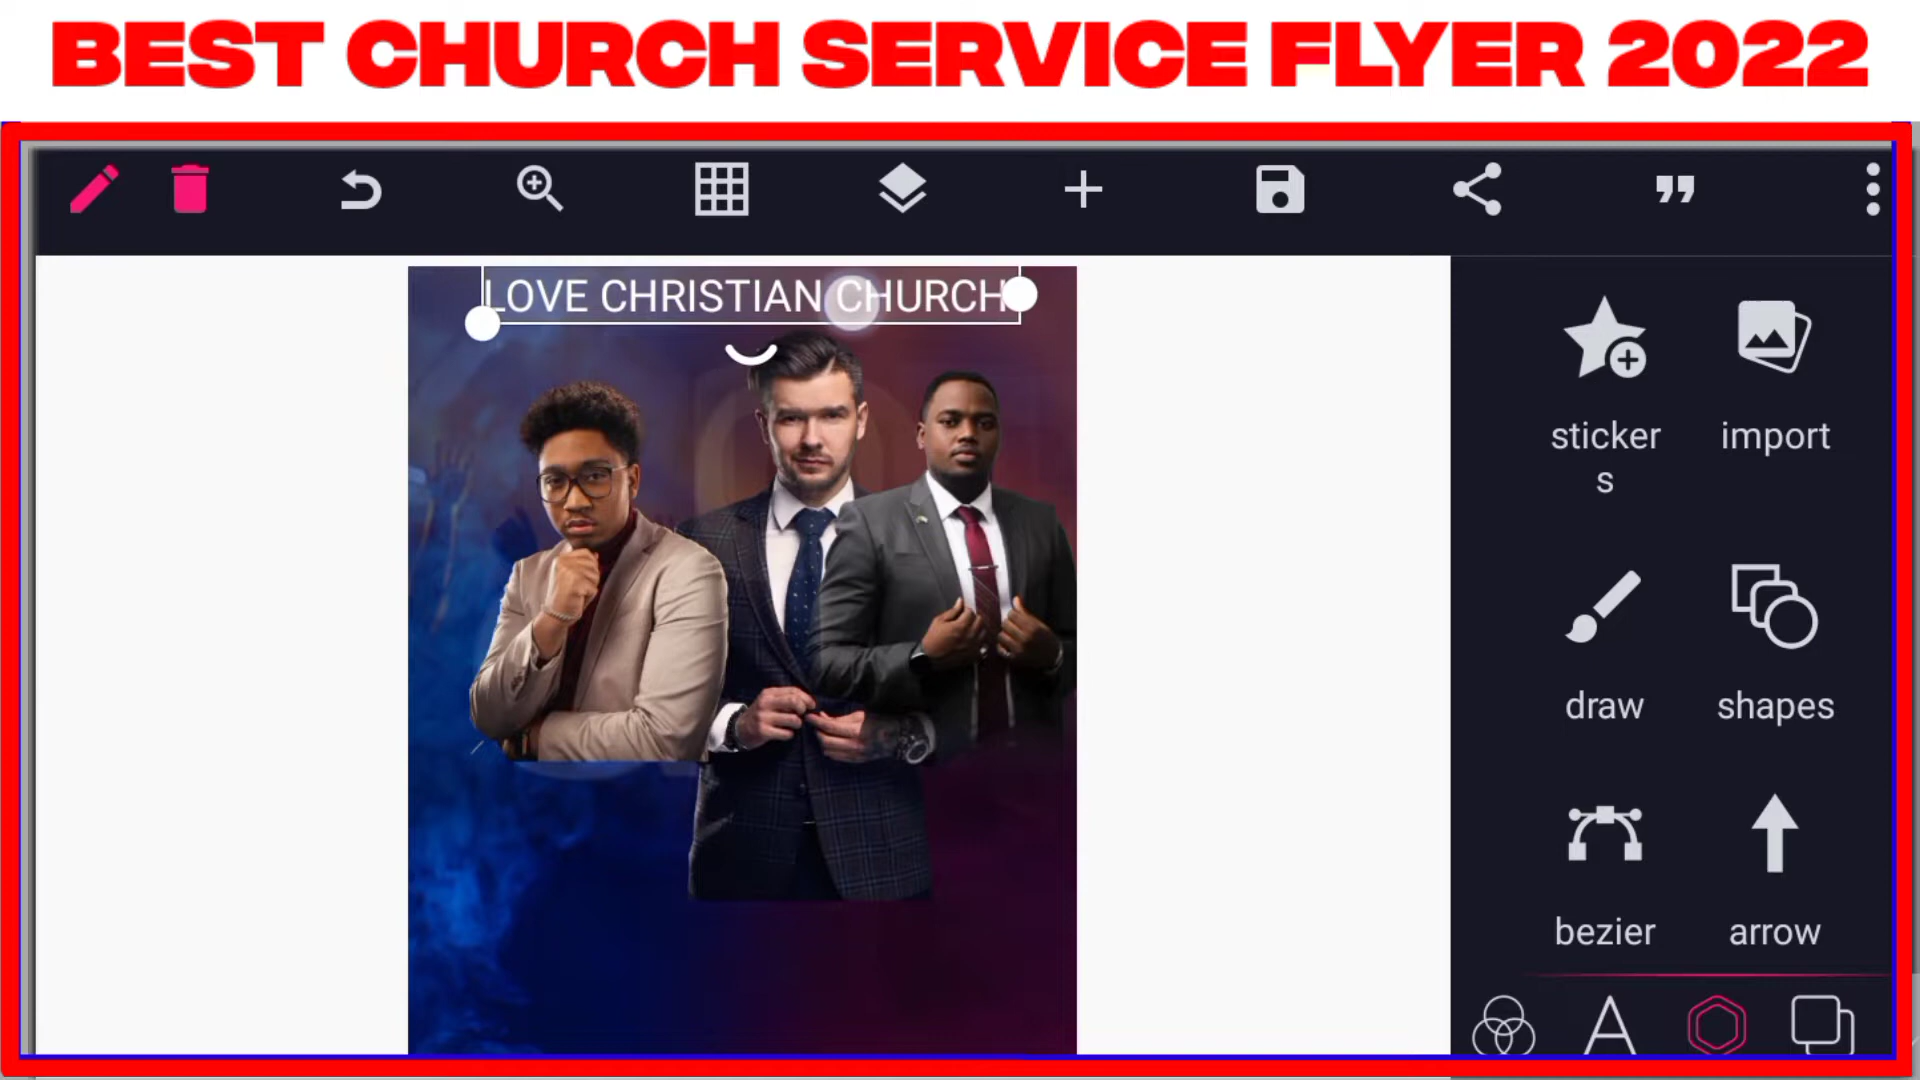 BEST CHURCH SERVICE FLYER 2022
LOVE CHRISTIAN CHURCH
sticker
s
import
draw
shapes
bezier
arrow